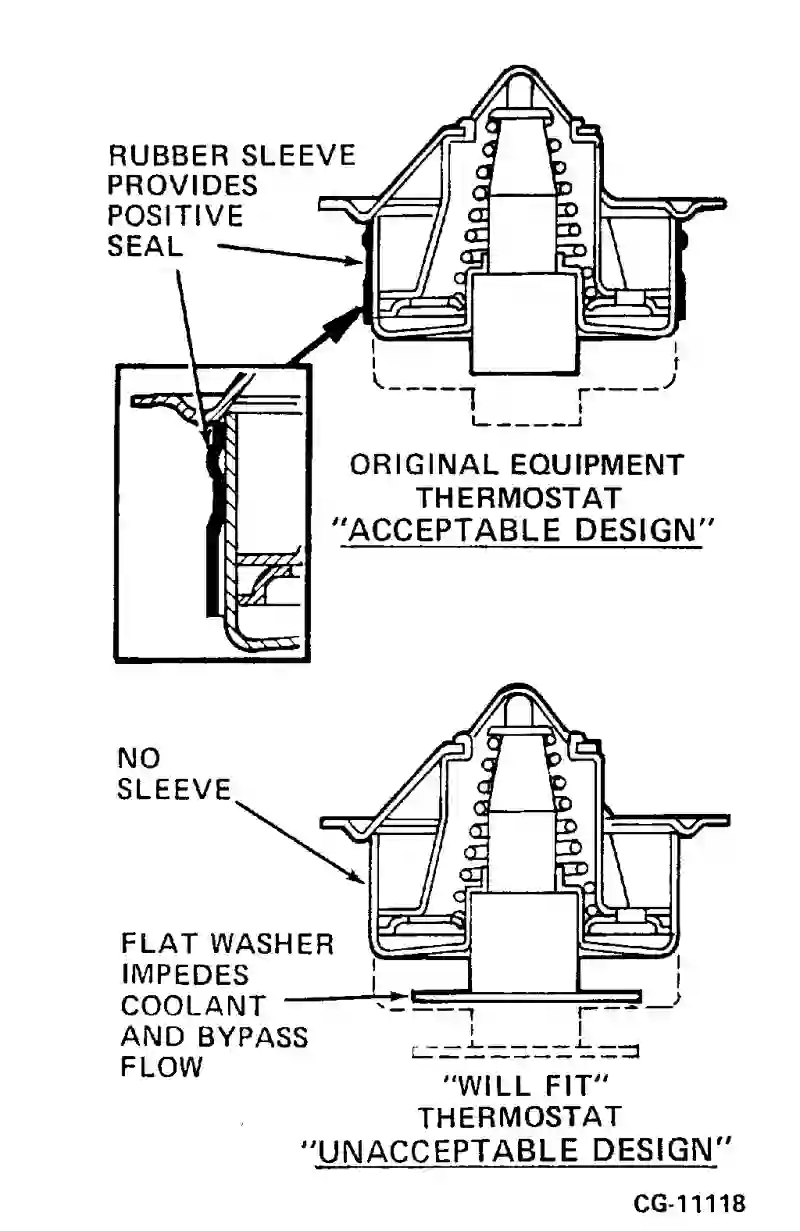 RUBBER SLEEVE
PROVIDES
POSITIVE
SEAL
ORIGINAL EQUIPMENT
THERMOSTAT
"ACCEPTABLE DESIGN"
NO
SLEEVE
FLAT WASHER
IMPEDES
COOLANT
AND BYPASS
FLOW
"WILL FIT"
THERMOSTAT
"UNACCEPTABLE DESIGN"
CG-11118